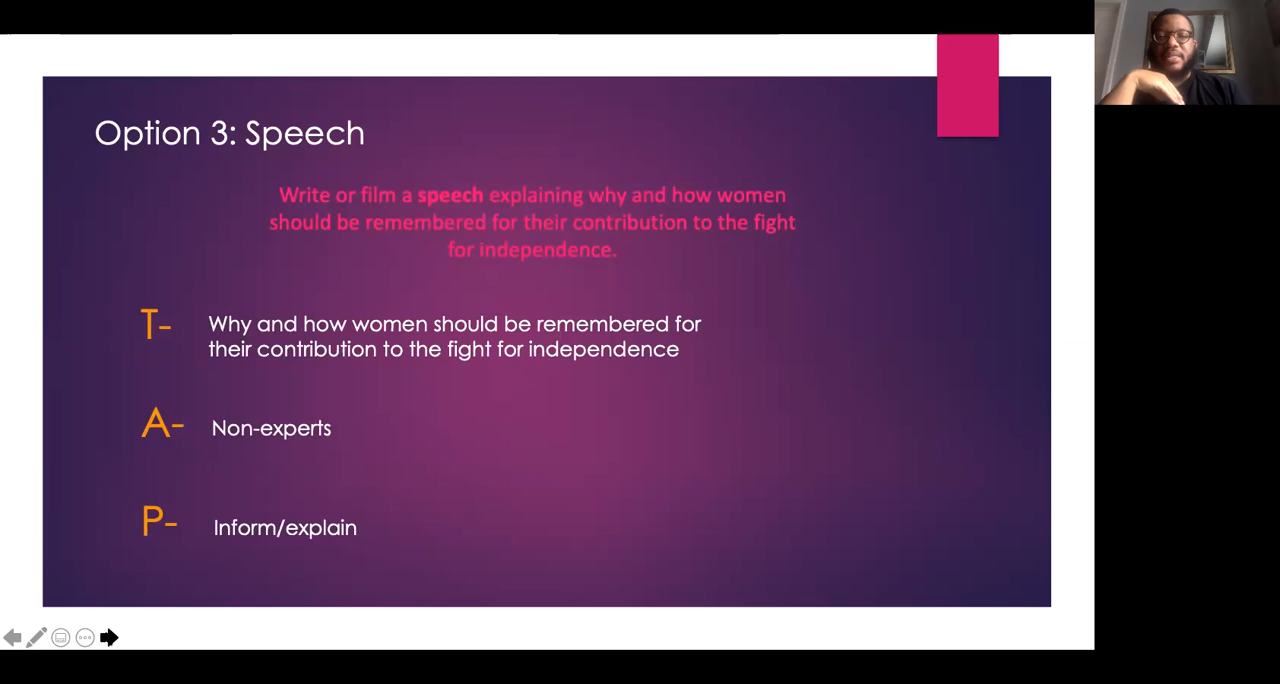 Option 3: Speech
Write or film a speech explaining why and how women
should be remembered for their contribution to the fight
for independence.
T- Why and how women should be remembered for
their contribution to the fight for independence
A- Non-experts
P- Inform/explain